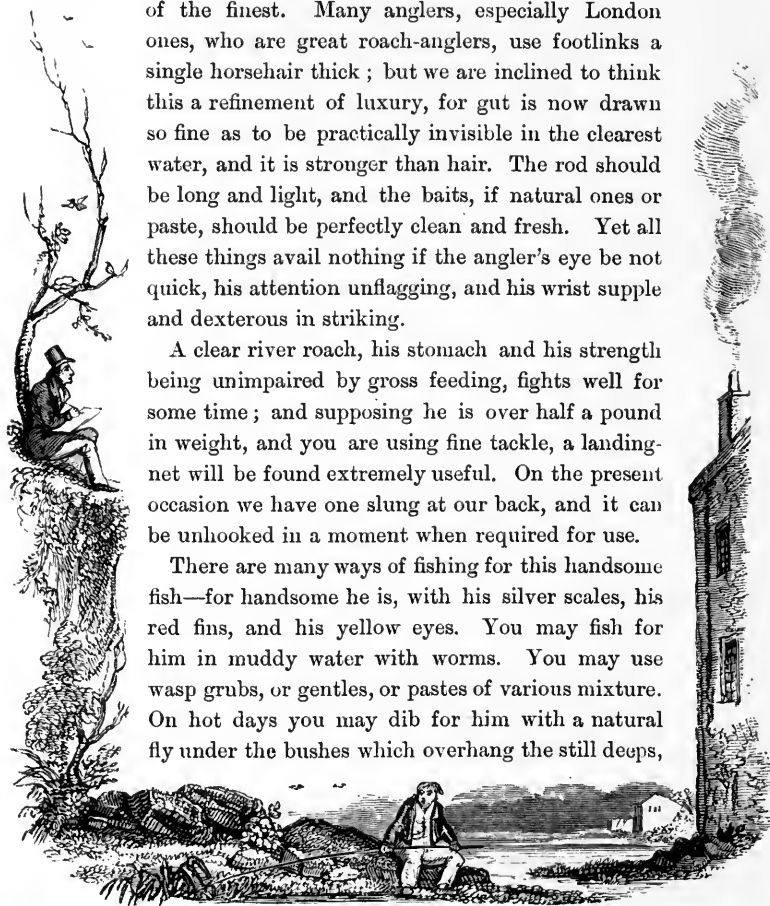 of the finest. Many anglers, especially London
ones, who are great roach-anglers, use footlinks a
single horsehair thick ; but we are inclined to think
this a refinement of luxury, for gut is now drawn
so fine as to be practically invisible in the clearest
water, and it is stronger than hair. The rod should
be long and light, and the baits, if natural ones or
paste, should be perfectly clean and fresh. Yet all
these things avail nothing if the angler's eye be not
quick, his attention unflagging, and his wrist supple
and dexterous in striking.
A clear river roach, his stomach and his strength
being unimpaired by gross feeding, fights well for
some time ; and supposing he is over half a pound
in weight, and you are using fine tackle, a landing-
net will be found extremely useful. On the present
occasion we have one slung at our back, and it can
be unhooked in a moment when required for use.
There are many ways of fishing for this handsome
fish—for handsome he is, with his silver scales, his
red fins, and his yellow eyes. You may fish for
him in muddy water with worms. You may use
wasp grubs, or gentles, or pastes of various mixture.
On hot days you may dib for him with a natural
fly under the bushes which overhang the still deeps,